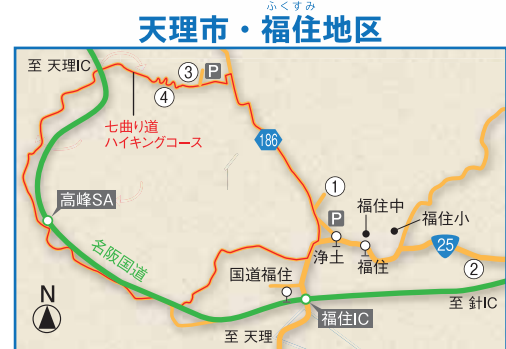 ふくすみ
天理市・福住地区
至 天理IC
③
P
④
七曲り道
ハイキングコース
186
①
高峰SA
P
福住中
福住小
浄土
福住
25
名阪国道
国道福住
②
N
至 針IC
福住IC
至 天理